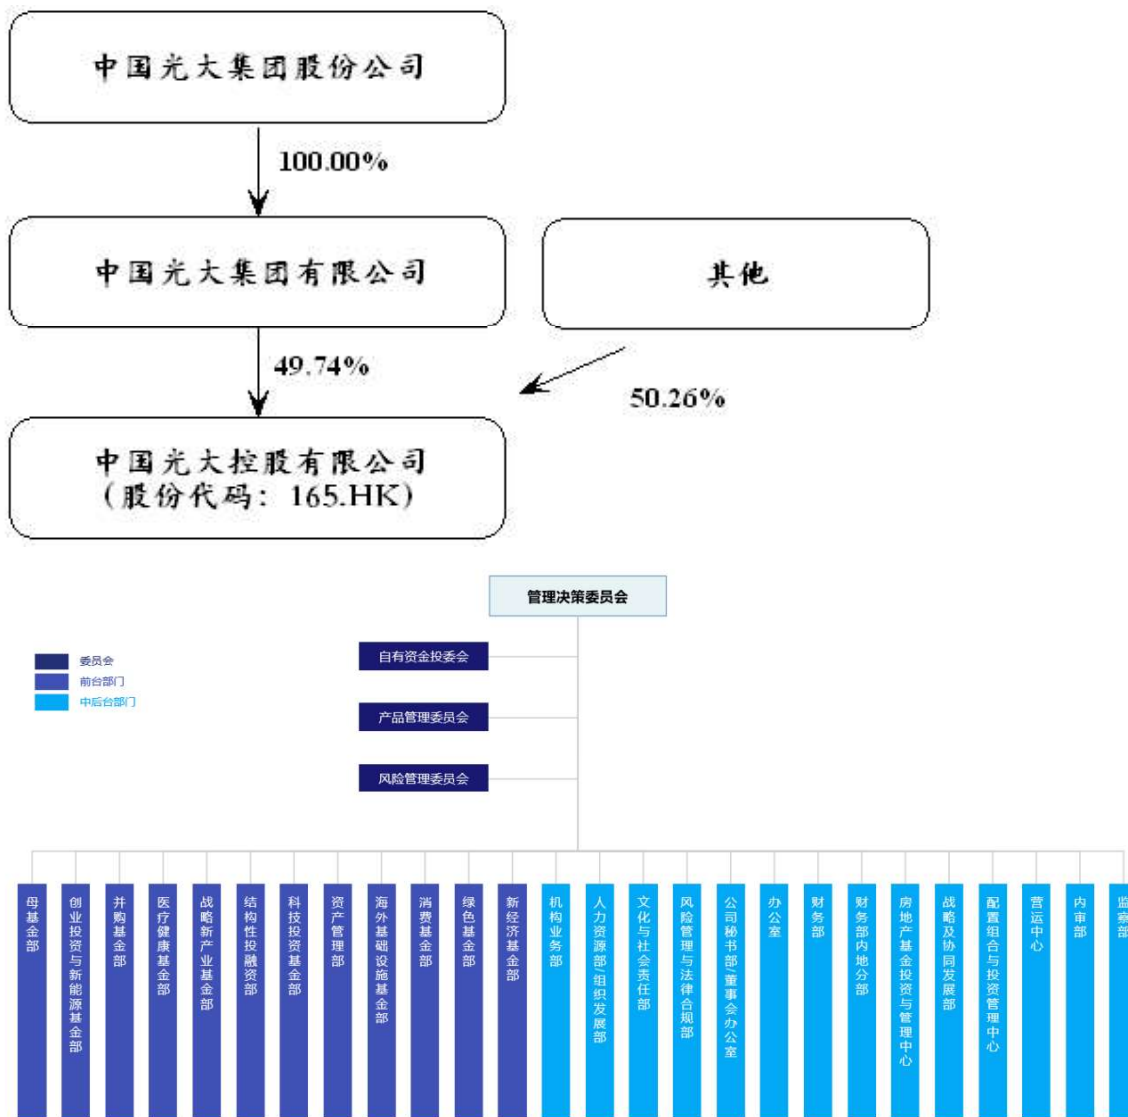 中国光大集团股份公司
100.00%
中国光大集团有限公司
其他
49.74%
50.26%
中国光大控股有限公司
(股份代码: 165.HK)
管理决策委员会
自有资金投委会
委员会
前台部门
中后台部门
产品管理委员会
风险管理委员会
母基金部
创业投资与新能源基金部
并购基金部
医疗健康基金部
战略新产业基金部
结构性投融资部
科技投资基金部
资产管理部
海外基础设施基金部
消费基金部
绿色基金部
新经济基金部
机构业务部
人力资源部/组织发展部
文化与社会责任部
风险管理与法律合规部
公司秘书部/董事会办公室
办公室
财务部
财务部内地分部
房地产基金投资与管理中心
战略及协同发展部
配置组合与投资管理中心
营运中心
内审部
监察部